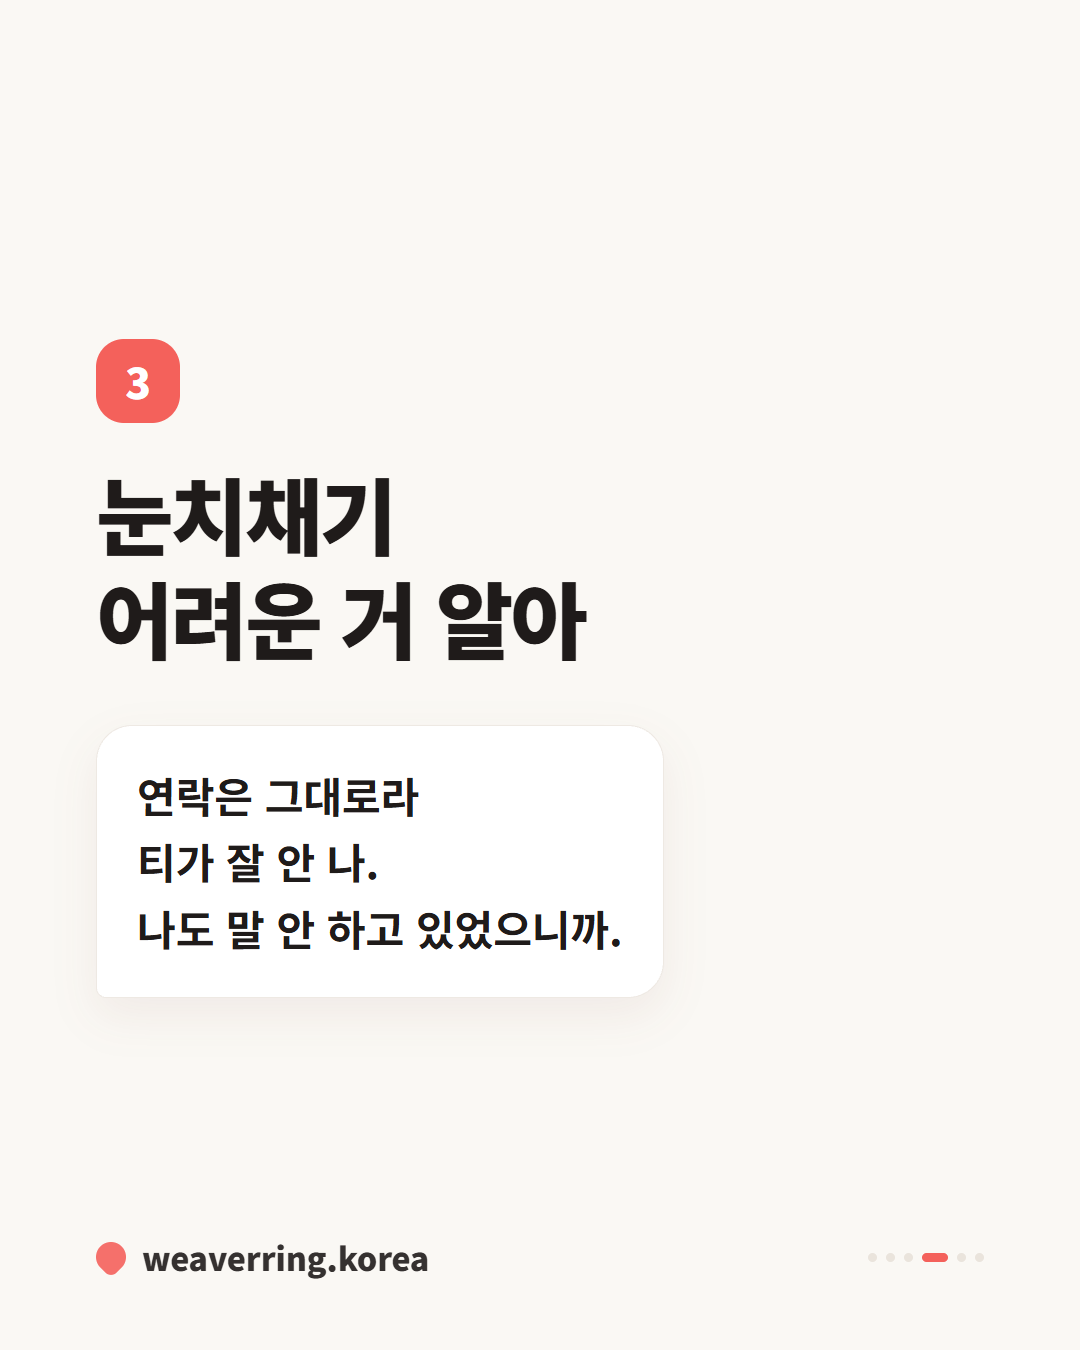 3
눈치채기
어려운 거 알아
연락은 그대로라
티가 잘 안 나.
나도 말 안 하고 있었으니까.
weaverring.korea